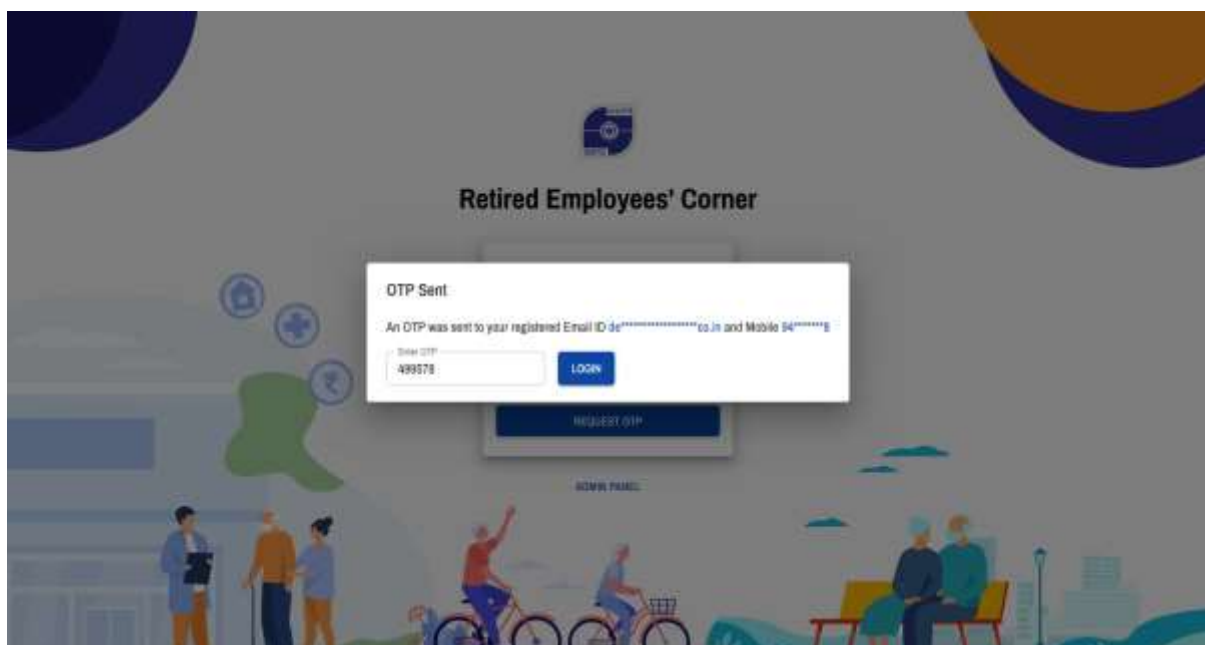 Retired Employees' Corner
OTP Sent
An OTP was sent to your registered Email ID de*******************co.in and Mobile 94*******8
Enter OTP
499578
LOGIN
REQUEST OTP
ADMIN PANEL